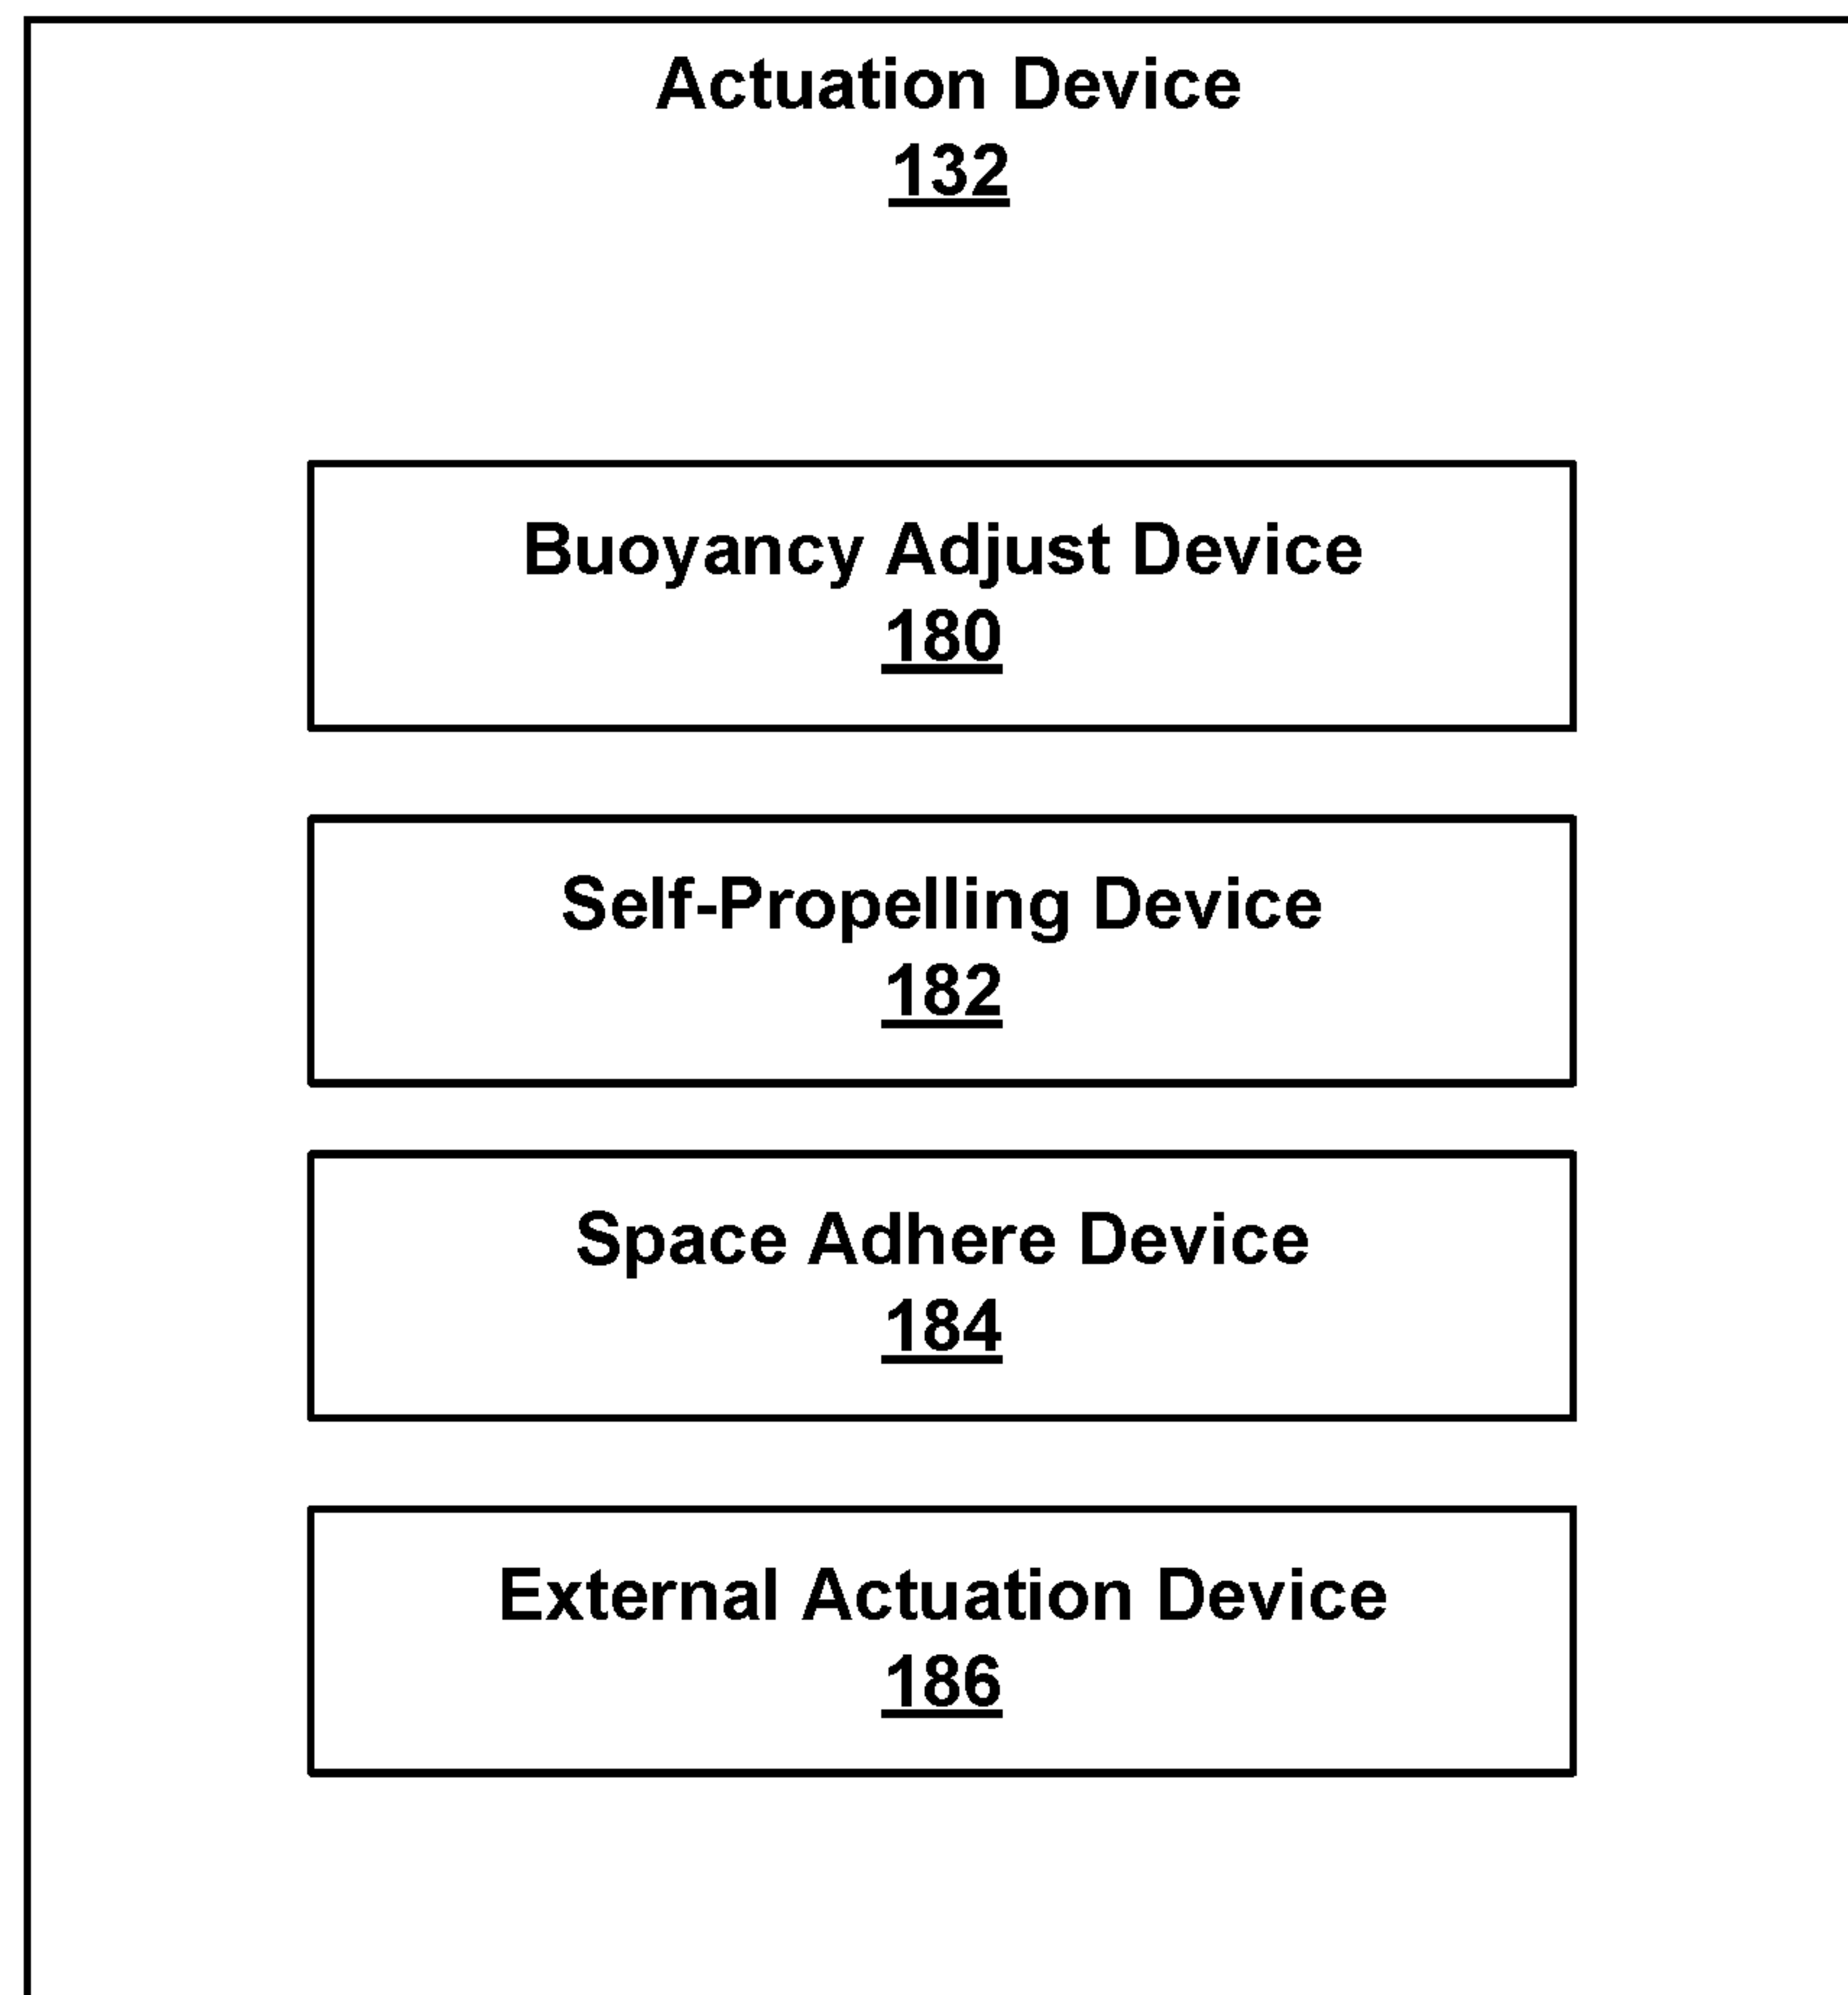 Actuation Device
132
Buoyancy Adjust Device
180
Self-Propelling Device
182
Space Adhere Device
184
External Actuation Device
186